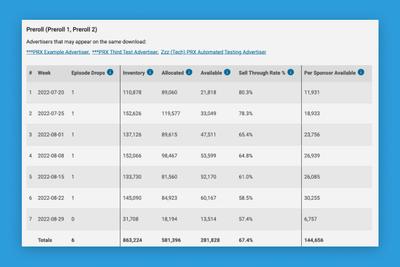 Preroll (Preroll 1, Preroll 2)
Advertisers that may appear on the same download:
***PRX Example Advertiser, ***PRX Third Test Advertiser, Zzz (Tech) PRX Automated Testing Advertiser
# Week Episode Drops Inventory Allocated Available Sell Through Rate % Per Sponsor Available
1 2022-07-20 1 110,878 89,060 21,818 80.3% 11,931
2 2022-07-25 1 152,626 119,577 33,049 78.3% 18,933
3 2022-08-01 1 137,126 89,615 47,511 65.4% 23,756
4 2022-08-08 1 152,066 98,467 53,599 64.8% 26,939
5 2022-08-15 1 133,730 81,560 52,170 61.0% 26,085
6 2022-08-22 1 145,090 84,923 60,167 58.5% 30,255
7 2022-08-29 0 31,708 18,194 13,514 57.4% 6,757
Totals 6 863,224 581,396 281,828 67.4% 144,656